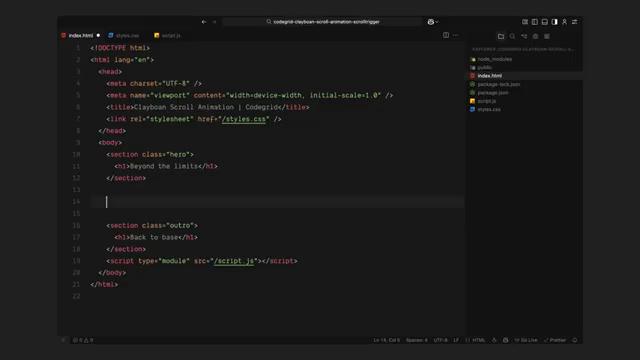 codegrid-clayboan-scroll-animation-scrolltrigger
index.html
styles.css
script.js
1 <!DOCTYPE html>
2 <html lang="en">
3 <head>
4 <meta charset="UTF-8" />
5 <meta name="viewport" content="width=device-width, initial-scale=1.0" />
6 <title>Clayboan Scroll Animation | Codegrid</title>
7 <link rel="stylesheet" href="/styles.css" />
8 </head>
9 <body>
10 <section class="hero">
11 <h1>Beyond the limits</h1>
12 </section>
13
14
15
16 <section class="outro">
17 <h1>Back to base</h1>
18 </section>
19 <script type="module" src="/script.js"></script>
20 </body>
21 </html>
22
EXPLORER: CODEGRID-CLAYBOAN-SCROLL-ANIMATION-SCROLLTRIGGER
node_modules
public
index.html
package-lock.json
package.json
script.js
styles.css
0 0
Ln 14, Col 5
Spaces: 4
UTF-8
LF
HTML
Go Live
Prettier